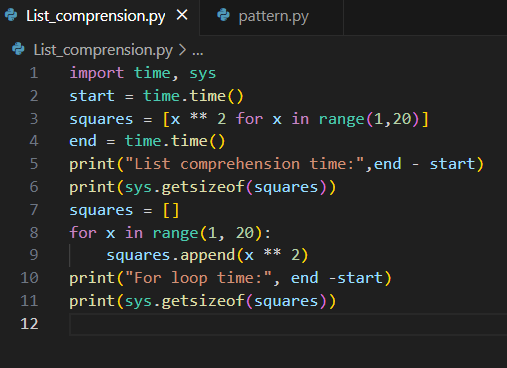 List_comprension.py × pattern.py
List_comprension.py > ...
1 import time, sys
2 start = time.time()
3 squares = [x ** 2 for x in range(1,20)]
4 end = time.time()
5 print("List comprehension time:",end - start)
6 print(sys.getsizeof(squares))
7 squares = []
8 for x in range(1, 20):
9     squares.append(x ** 2)
10 print("For loop time:", end -start)
11 print(sys.getsizeof(squares))
12